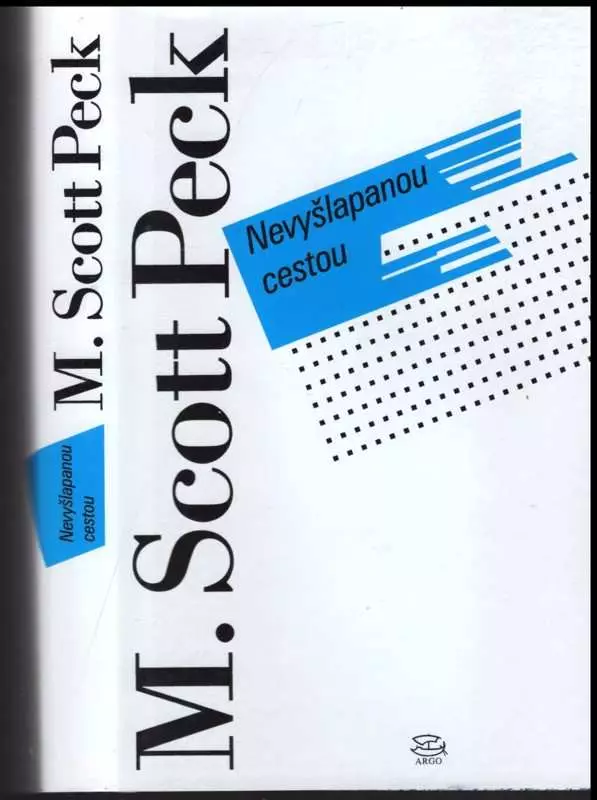 M. Scott Peck
Nevyšlapanou
cestou
M. Scott Peck
Nevyšlapanou
cestou
ARGO